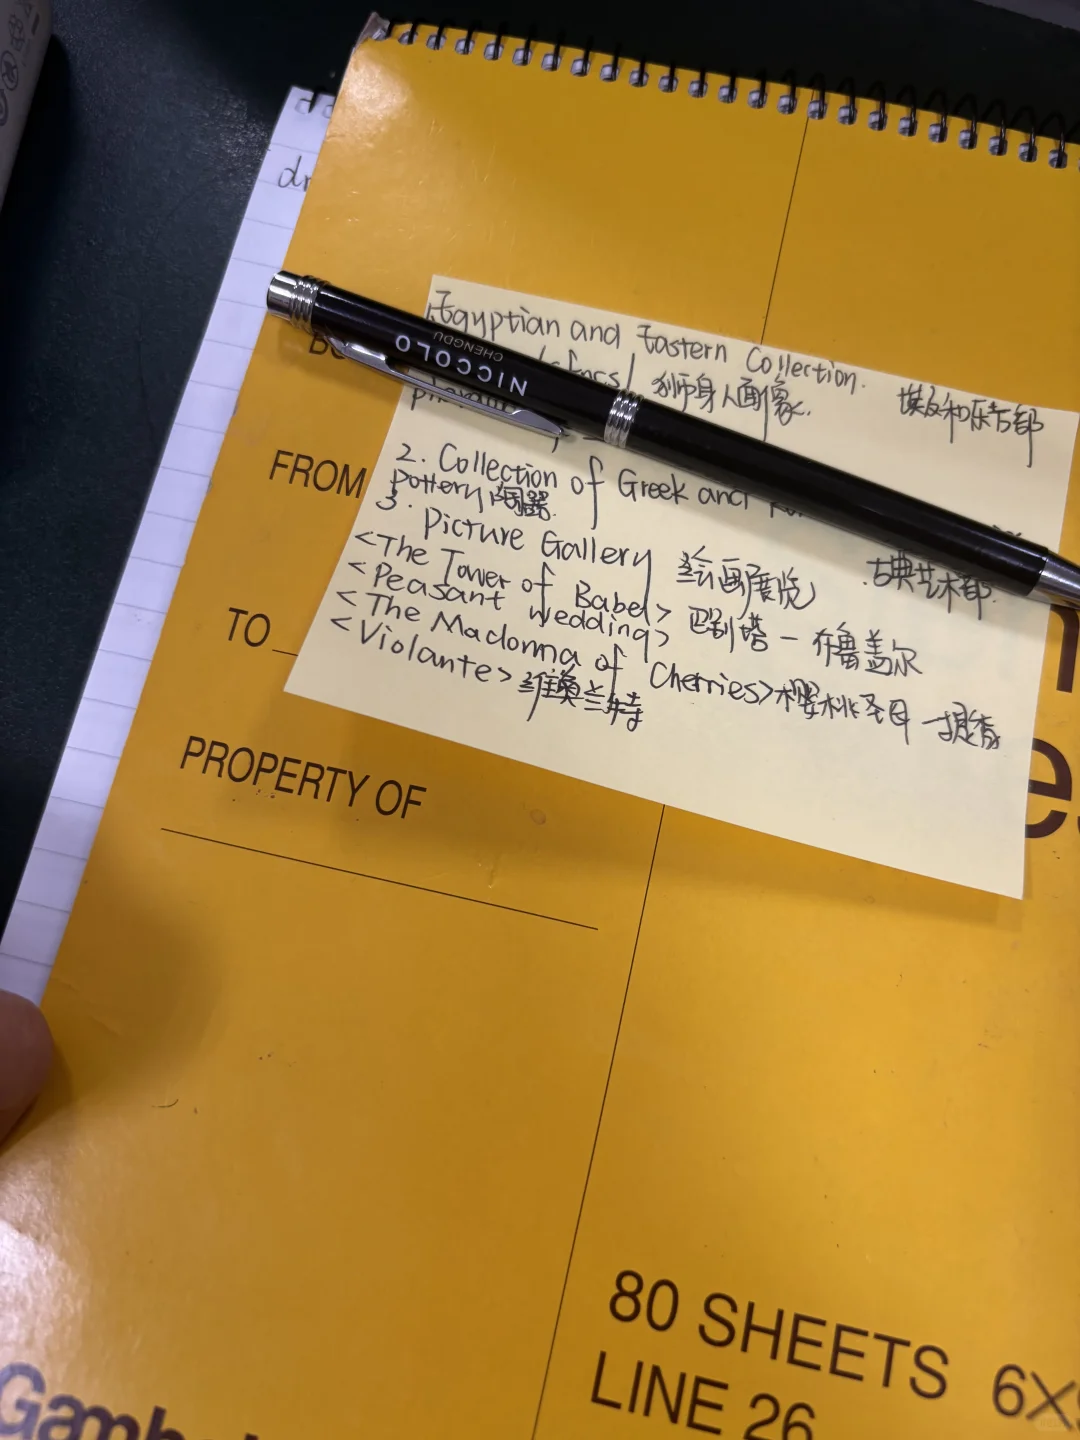 Egyptian and Eastern Collection. 埃及和东方部
狮身人面像.
2. Collection of Greek and
Pottery 陶器. 古典艺术部.
3. Picture Gallery 绘画展览
<The Tower of Babel> 巴别塔 - 布鲁盖尔
<Peasant wedding>
<The Madonna of Cherries> 樱桃圣母 - 提香
<Violante> 维奥兰特
NICCOLO
CHENGDU
FROM
TO
PROPERTY OF
80 SHEETS 6X
LINE 26